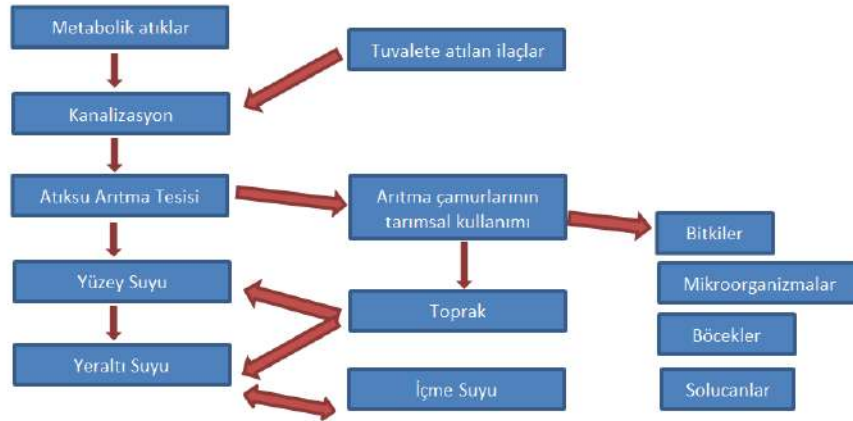 Metabolik atıklar
Tuvalete atılan ilaçlar
Kanalizasyon
Atıksu Arıtma Tesisi
Arıtma çamurlarının
tarımsal kullanımı
Bitkiler
Yüzey Suyu
Toprak
Mikroorganizmalar
Böcekler
Yeraltı Suyu
İçme Suyu
Solucanlar